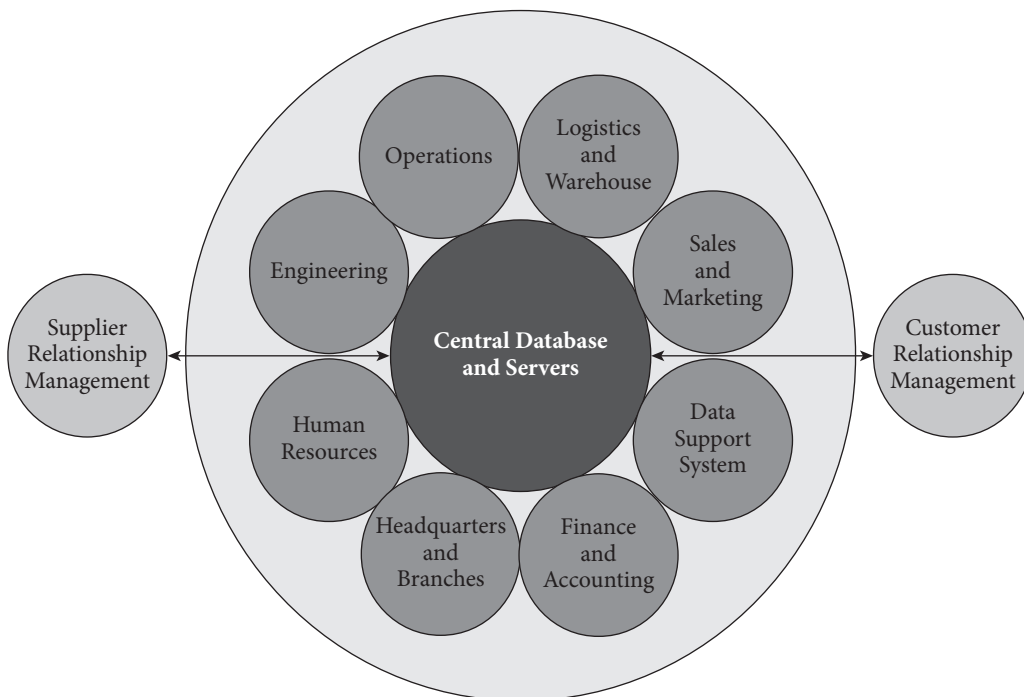 Operations
Logistics
and
Warehouse
Engineering
Sales
and
Marketing
Supplier
Relationship
Management
Central Database
and Servers
Customer
Relationship
Management
Human
Resources
Data
Support
System
Headquarters
and
Branches
Finance
and
Accounting